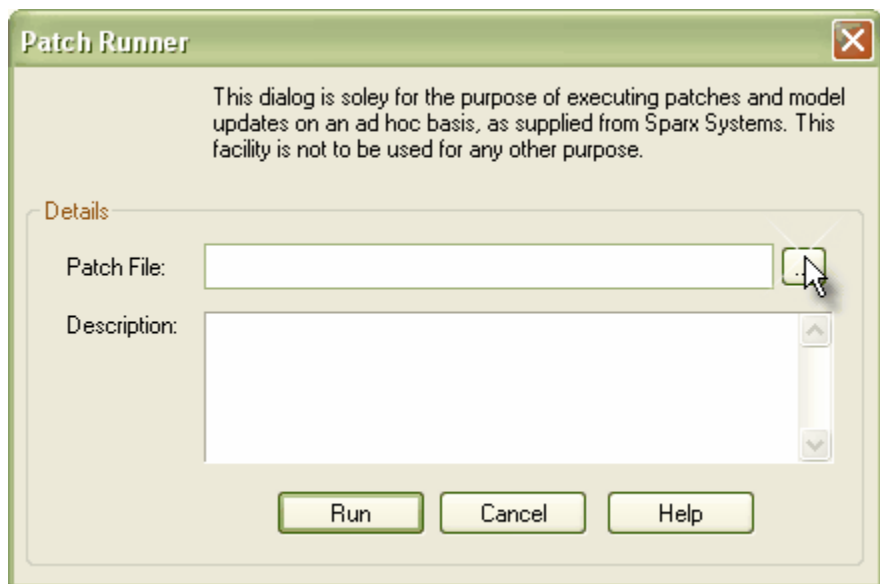 Patch Runner
This dialog is soley for the purpose of executing patches and model
updates on an ad hoc basis, as supplied from Sparx Systems. This
facility is not to be used for any other purpose.
Details
Patch File:
...
Description:
Run Cancel Help